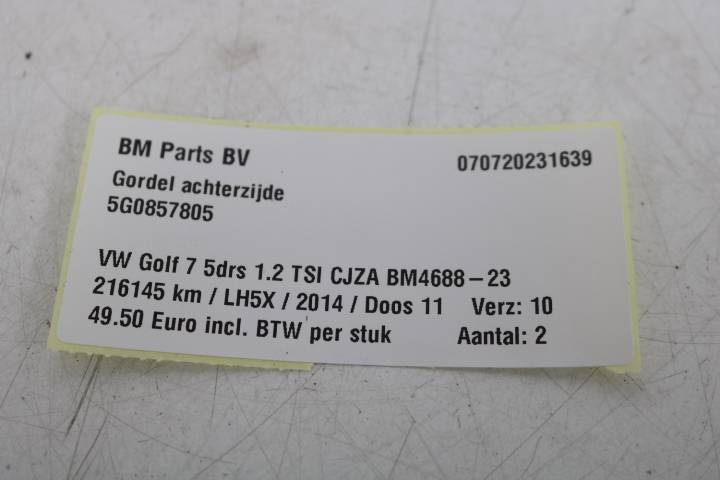 BM Parts BV 070720231639
Gordel achterzijde
5G0857805
VW Golf 7 5drs 1.2 TSI CJZA BM4688-23
216145 km / LH5X / 2014 / Doos 11 Verz: 10
49.50 Euro incl. BTW per stuk Aantal: 2